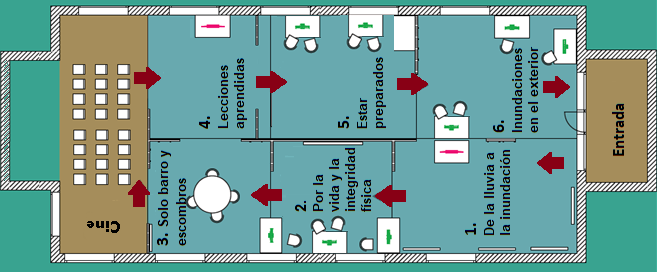 1.
De la lluvia a
la inundación
2.
Por la
vida y la
integridad
física
3. Solo barro y
escombros
Cine
4.
Lecciones
aprendidas
5.
Estar
preparados
6.
Inundaciones
en el exterior
Entrada